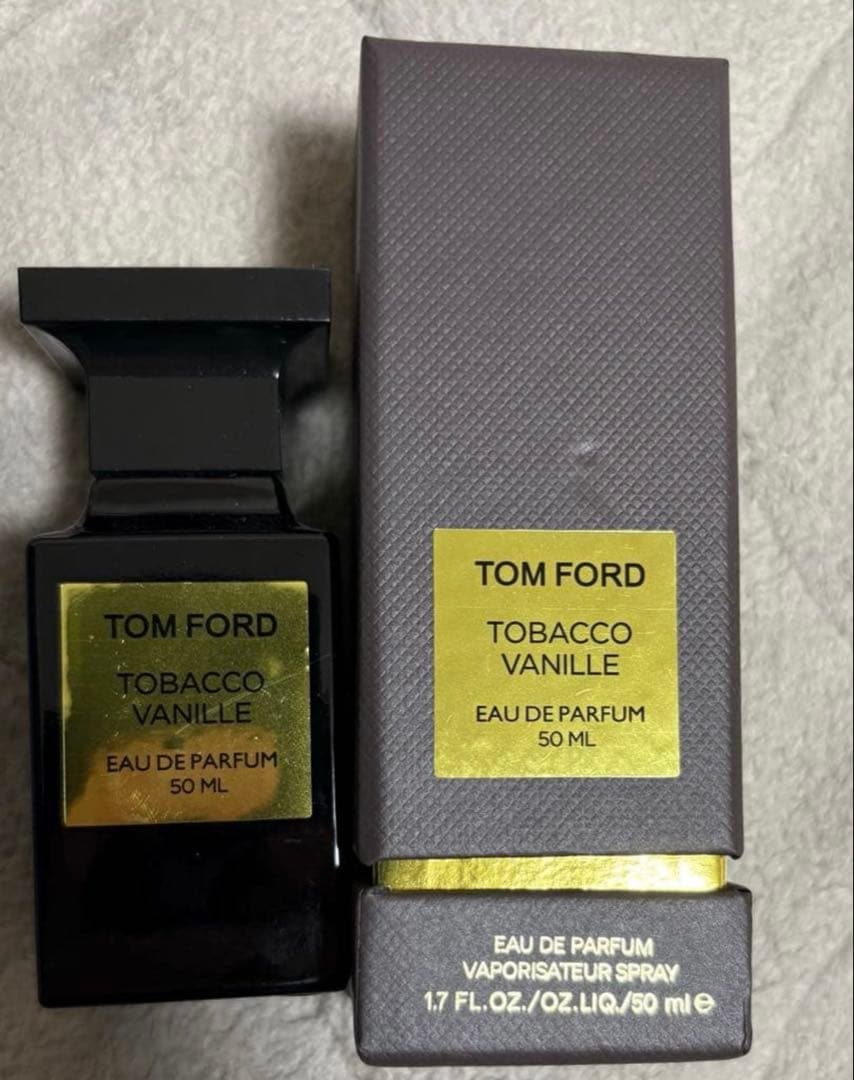 TOM FORD
TOBACCO
VANILLE
EAU DE PARFUM
50 ML
TOM FORD
TOBACCO
VANILLE
EAU DE PARFUM
50 ML
EAU DE PARFUM
VAPORISATEUR SPRAY
1.7 FL.OZ./OZ.LIQ./50 ml ℮